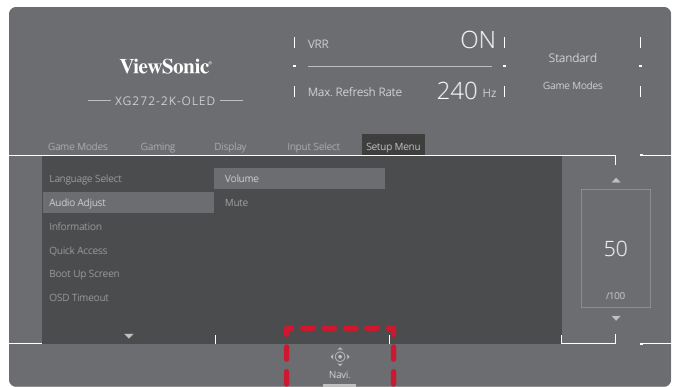 ViewSonic®
XG272-2K-OLED
VRR ON
Max. Refresh Rate 240 Hz
Standard
Game Modes
Game Modes Gaming Display Input Select Setup Menu
Language Select
Audio Adjust
Information
Quick Access
Boot Up Screen
OSD Timeout
Volume
Mute
50
/100
Navi.